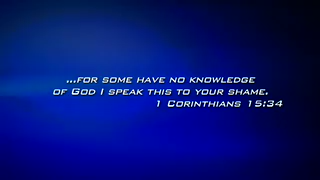 ...for some have no knowledge
of God I speak this to your shame.
1 Corinthians 15:34